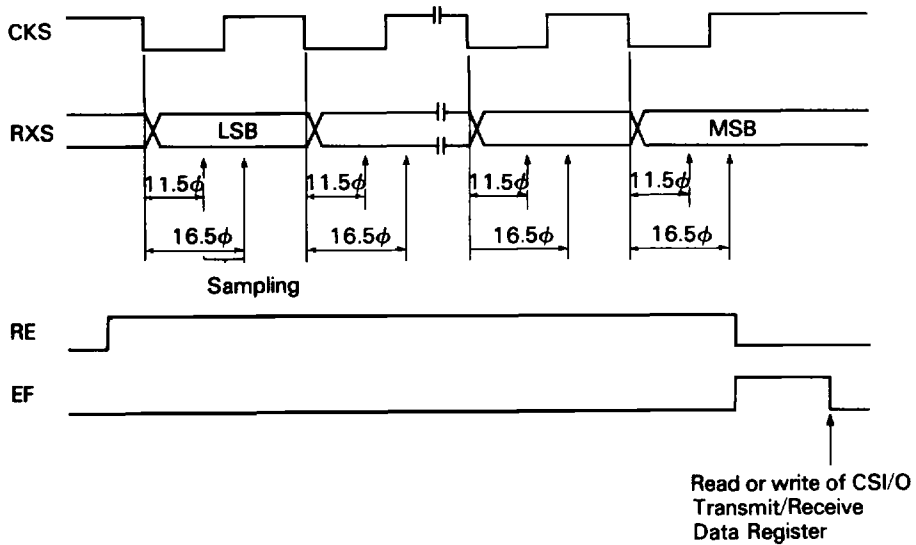 CKS
RXS
LSB
MSB
11.5ϕ
11.5ϕ
11.5ϕ
11.5ϕ
16.5ϕ
16.5ϕ
16.5ϕ
16.5ϕ
Sampling
RE
EF
Read or write of CSI/O
Transmit/Receive
Data Register